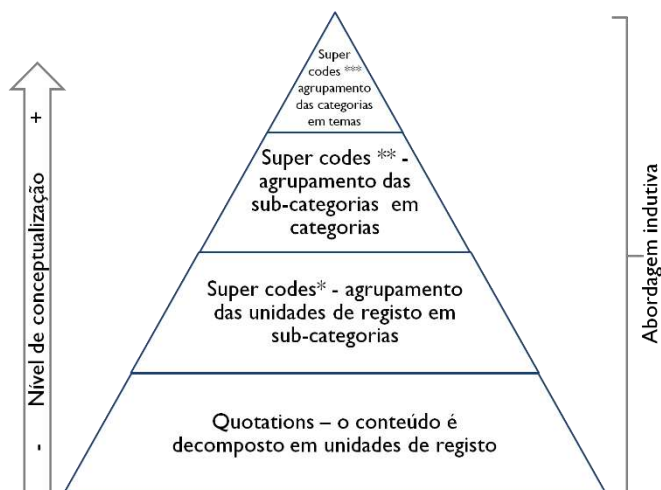 Super
codes ***
agrupamento
das categorias
em temas
Super codes ** -
agrupamento das
sub-categorias em
categorias
Super codes* - agrupamento
das unidades de registo em
sub-categorias
Quotations – o conteúdo é
decomposto em unidades de registo
- Nível de conceptualização +
Abordagem indutiva